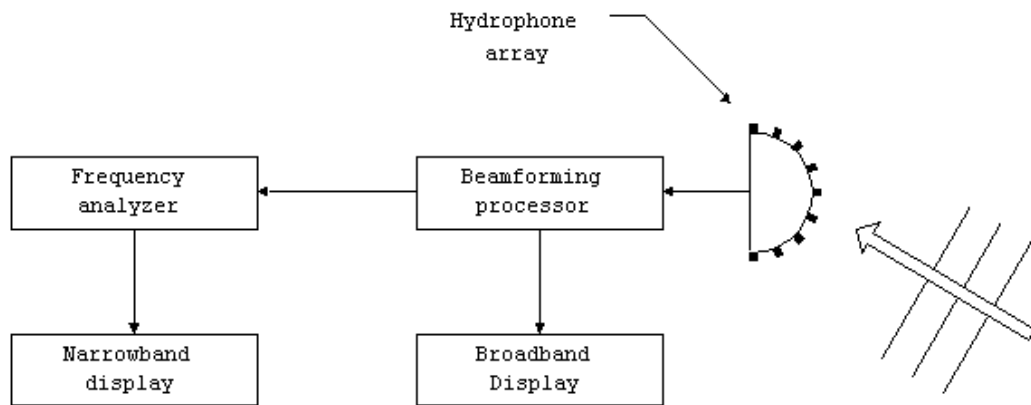 Hydrophone
array
Frequency
analyzer
Beamforming
processor
Narrowband
display
Broadband
Display